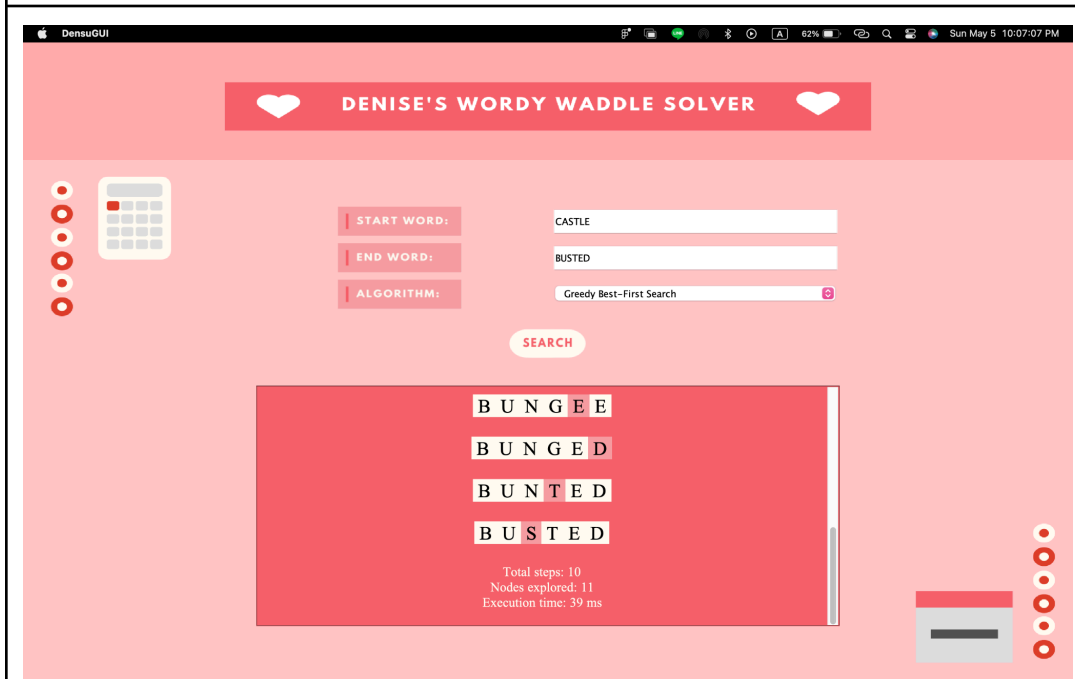 DensuGUI A 62% Sun May 5 10:07:07 PM
DENISE'S WORDY WADDLE SOLVER
START WORD: CASTLE
END WORD: BUSTED
ALGORITHM: Greedy Best-First Search
SEARCH
B U N G E E
B U N G E D
B U N T E D
B U S T E D
Total steps: 10
Nodes explored: 11
Execution time: 39 ms